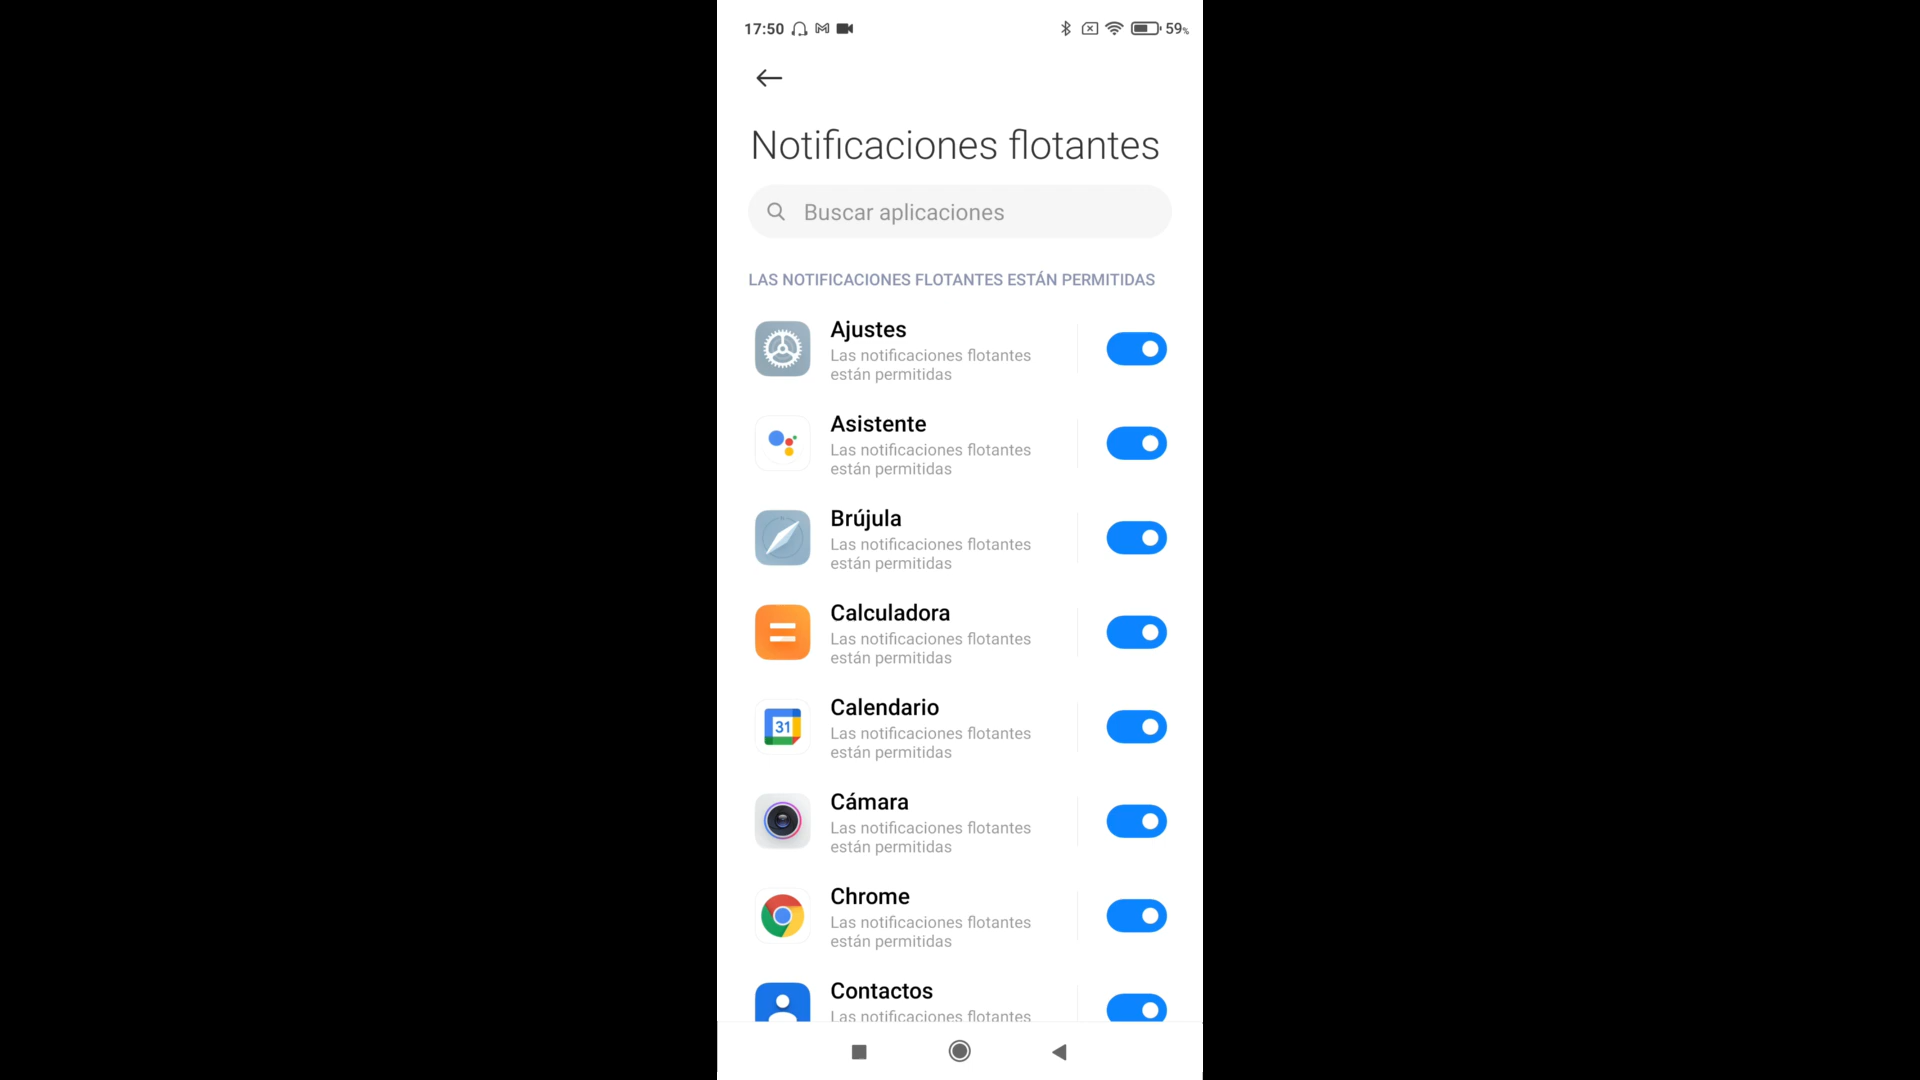 17:50 59%
Notificaciones flotantes
Buscar aplicaciones
LAS NOTIFICACIONES FLOTANTES ESTÁN PERMITIDAS
Ajustes
Las notificaciones flotantes
están permitidas
Asistente
Las notificaciones flotantes
están permitidas
Brújula
Las notificaciones flotantes
están permitidas
Calculadora
Las notificaciones flotantes
están permitidas
31
Calendario
Las notificaciones flotantes
están permitidas
Cámara
Las notificaciones flotantes
están permitidas
Chrome
Las notificaciones flotantes
están permitidas
Contactos
Las notificaciones flotantes